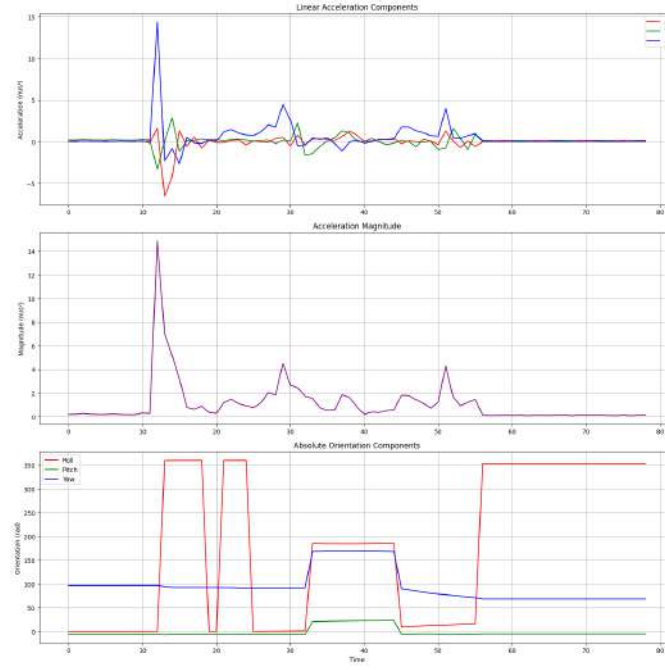 Linear Acceleration Components
15
10
5
0
-5
Acceleration (m/s²)
0 10 20 30 40 50 60 70 80
Acceleration Magnitude
14
12
10
8
6
4
2
0
Magnitude (m/s²)
0 10 20 30 40 50 60 70 80
Absolute Orientation Components
Roll
Pitch
Yaw
350
300
250
200
150
100
50
0
Orientation (rad)
0 10 20 30 40 50 60 70 80
Time